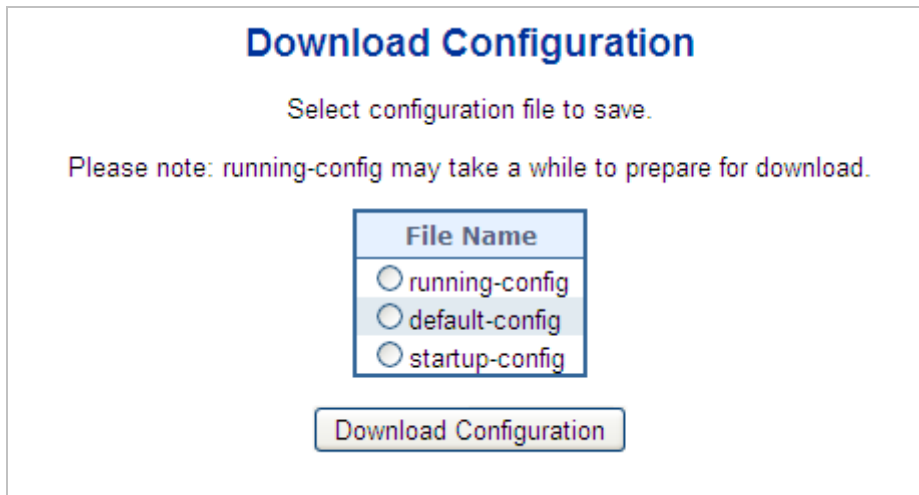 Download Configuration
Select configuration file to save.
Please note: running-config may take a while to prepare for download.
File Name
running-config
default-config
startup-config
Download Configuration